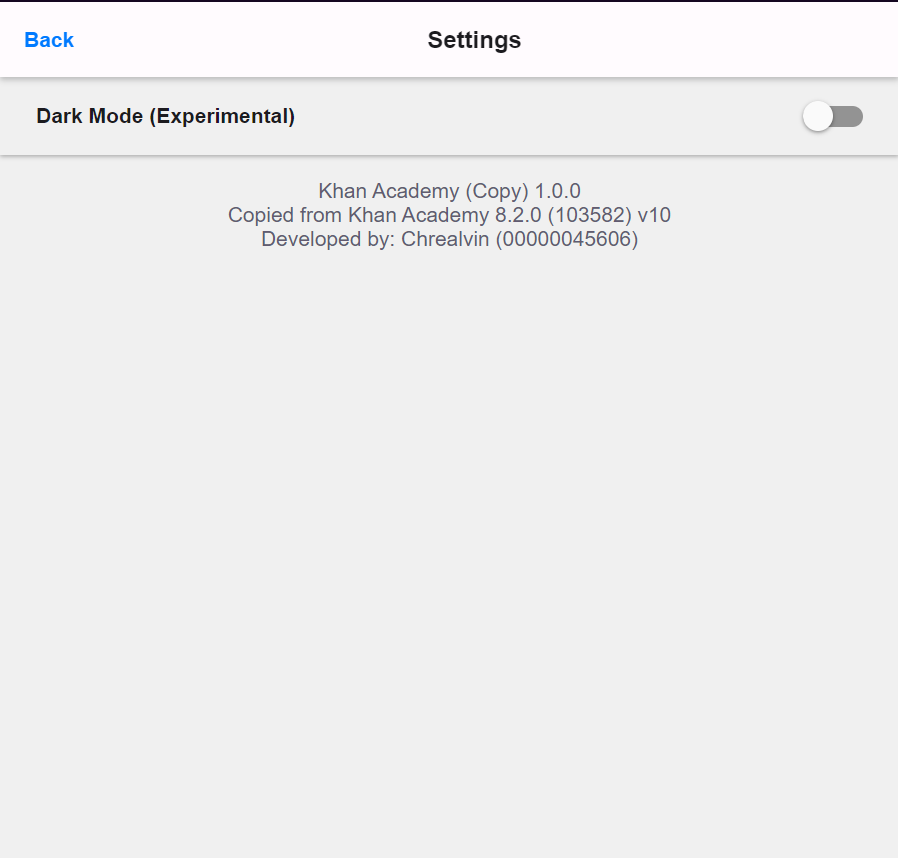 Back
Settings
Dark Mode (Experimental)
Khan Academy (Copy) 1.0.0
Copied from Khan Academy 8.2.0 (103582) v10
Developed by: Chrealvin (00000045606)